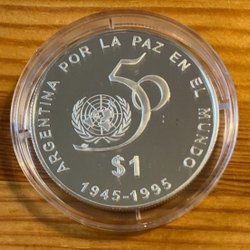 ARGENTINA POR LA PAZ EN EL MUNDO
50
$1
1945-1995